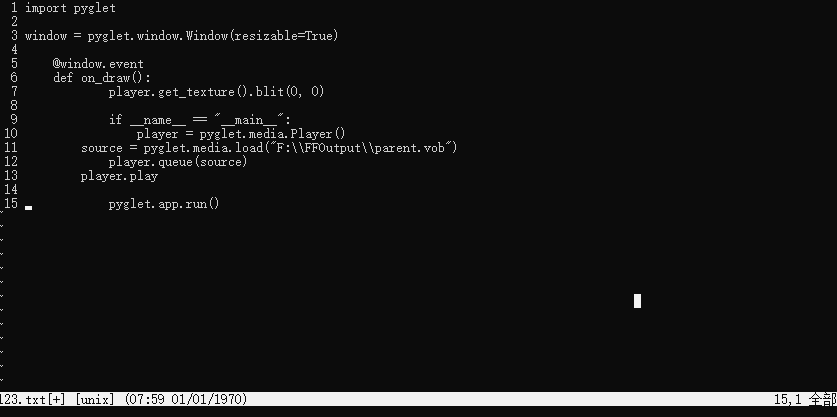 1 import pyglet
2
3 window = pyglet.window.Window(resizable=True)
4
5     @window.event
6     def on_draw():
7             player.get_texture().blit(0, 0)
8
9             if __name__ == "__main__":
10                 player = pyglet.media.Player()
11         source = pyglet.media.load("F:\\FFOutput\\parent.vob")
12             player.queue(source)
13         player.play
14
15             pyglet.app.run()
~
~
~
~
~
~
~
~
~
~
~
~
~
123.txt[+] [unix] (07:59 01/01/1970) 15,1 全部